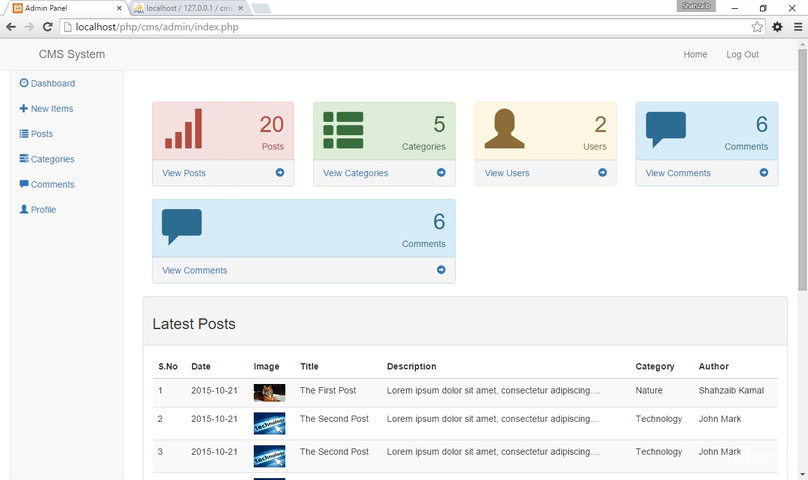 Admin Panel
localhost / 127.0.0.1 / cms
Shahzaib
localhost/php/cms/admin/index.php
CMS System
Home
Log Out
Dashboard
New Items
Posts
Categories
Comments
Profile
20
Posts
View Posts
5
Categories
Veiw Categories
2
Users
View Users
6
Comments
View Comments
6
Comments
View Comments
Latest Posts
S.No Date Image Title Description Category Author
1 2015-10-21 The First Post Lorem ipsum dolor sit amet, consectetur adipiscing.... Nature Shahzaib Kamal
2 2015-10-21 The Second Post Lorem ipsum dolor sit amet, consectetur adipiscing.... Technology John Mark
3 2015-10-21 The Second Post Lorem ipsum dolor sit amet, consectetur adipiscing.... Technology John Mark